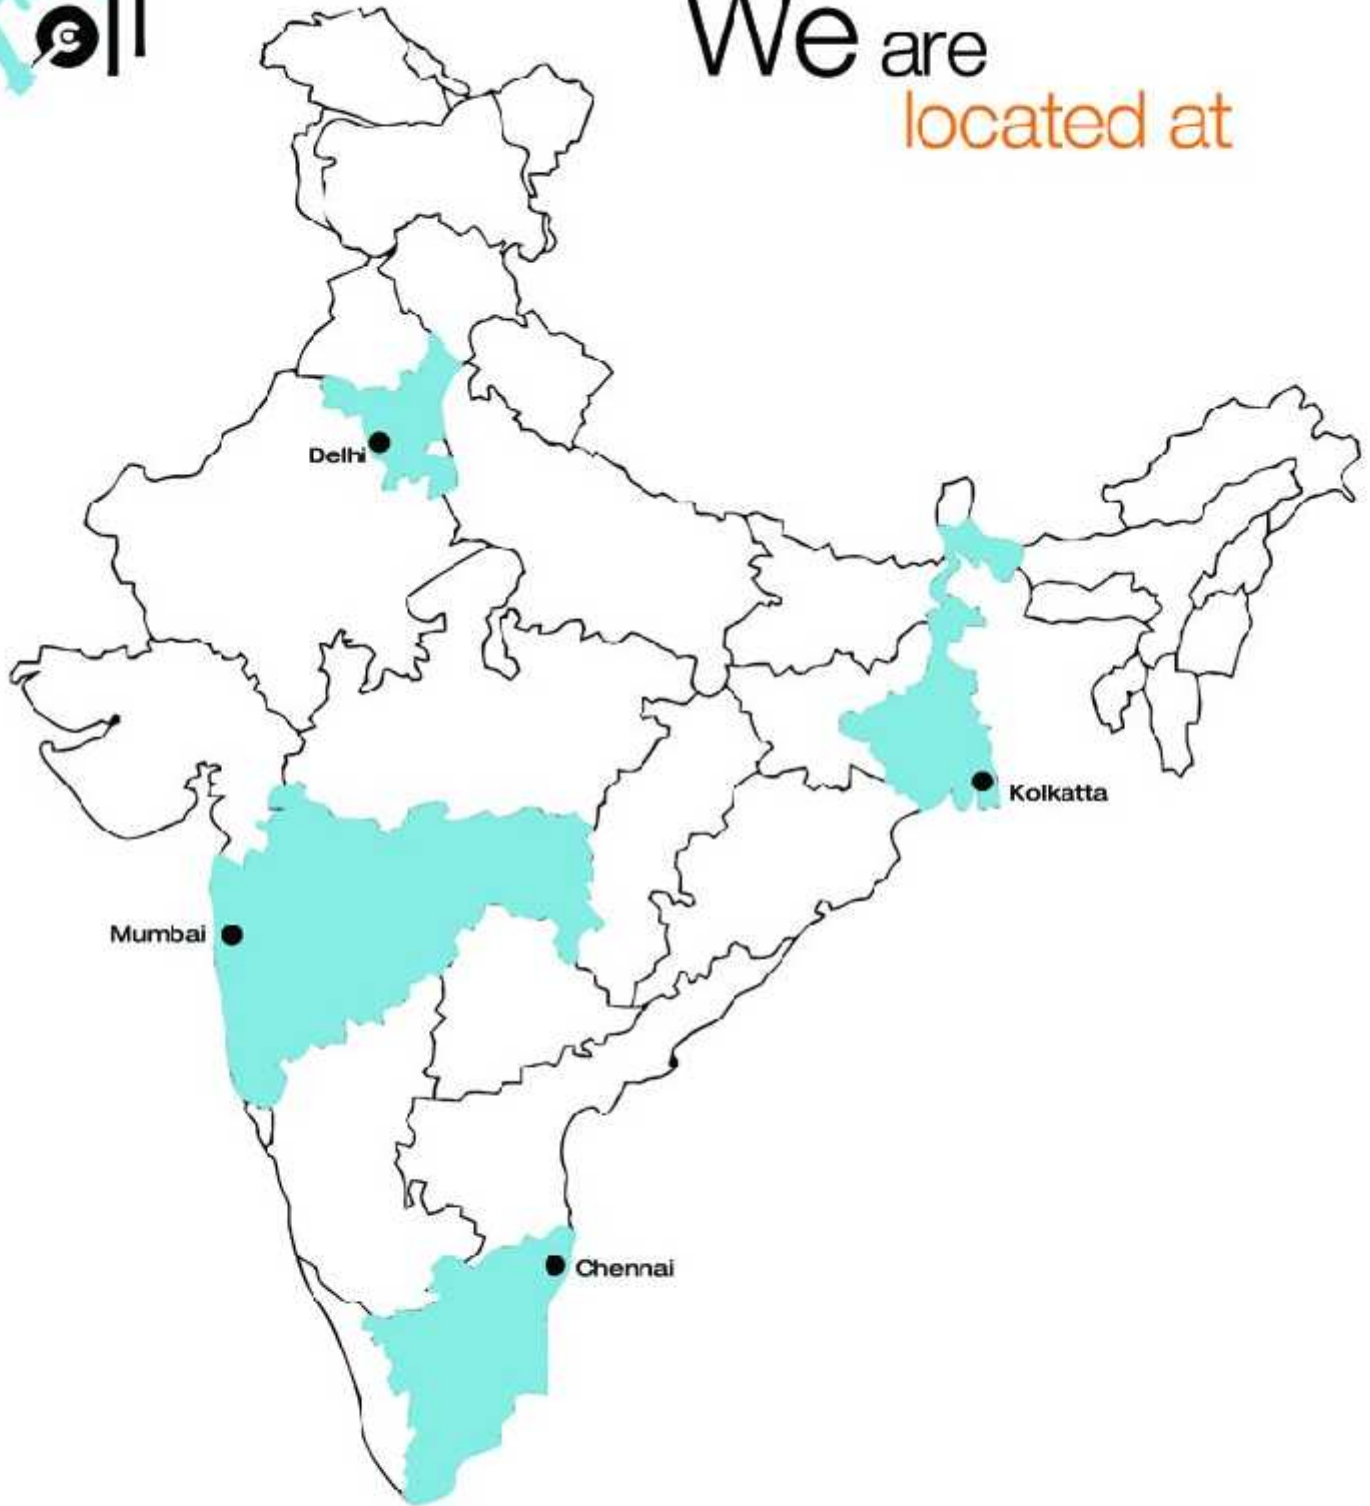 We are
located at
Delhi
Kolkatta
Mumbai
Chennai